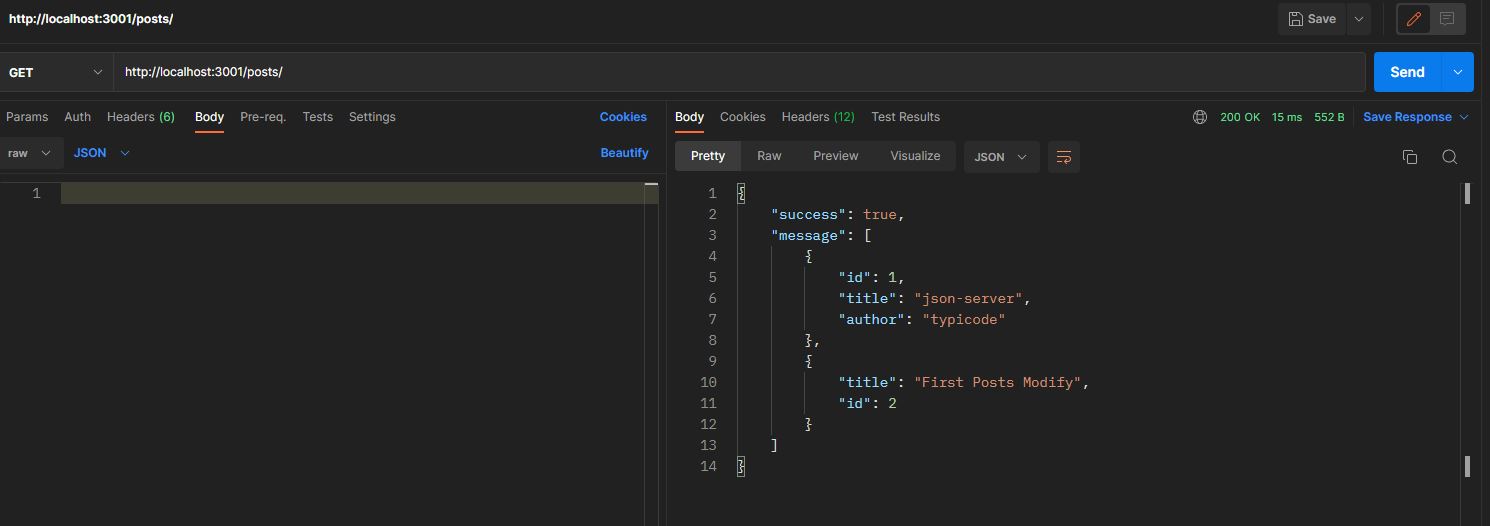 http://localhost:3001/posts/
Save
GET
http://localhost:3001/posts/
Send
Params Auth Headers (6) Body Pre-req. Tests Settings Cookies
raw JSON Beautify
1
Body Cookies Headers (12) Test Results 200 OK 15 ms 552 B Save Response
Pretty Raw Preview Visualize JSON
1 {
2 "success": true,
3 "message": [
4 {
5 "id": 1,
6 "title": "json-server",
7 "author": "typicode"
8 },
9 {
10 "title": "First Posts Modify",
11 "id": 2
12 }
13 ]
14 }